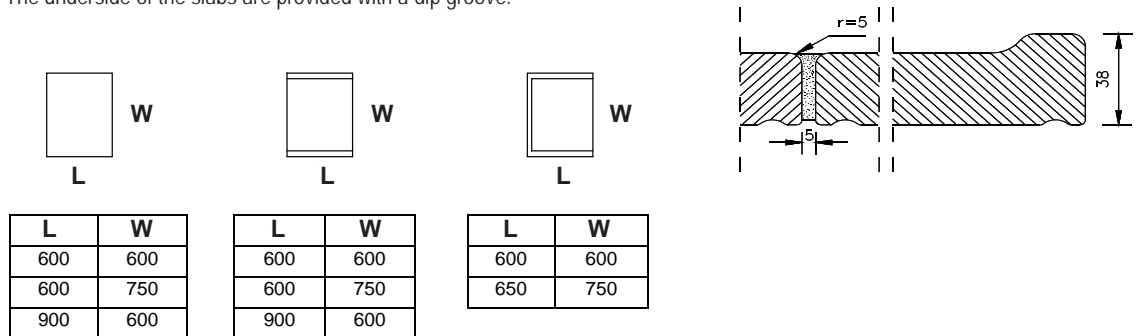 The underside of the slabs are provided with a dip groove.
r=5
38
5
W
L
W
L
W
L
L W
600 600
600 750
900 600
L W
600 600
600 750
900 600
L W
600 600
650 750